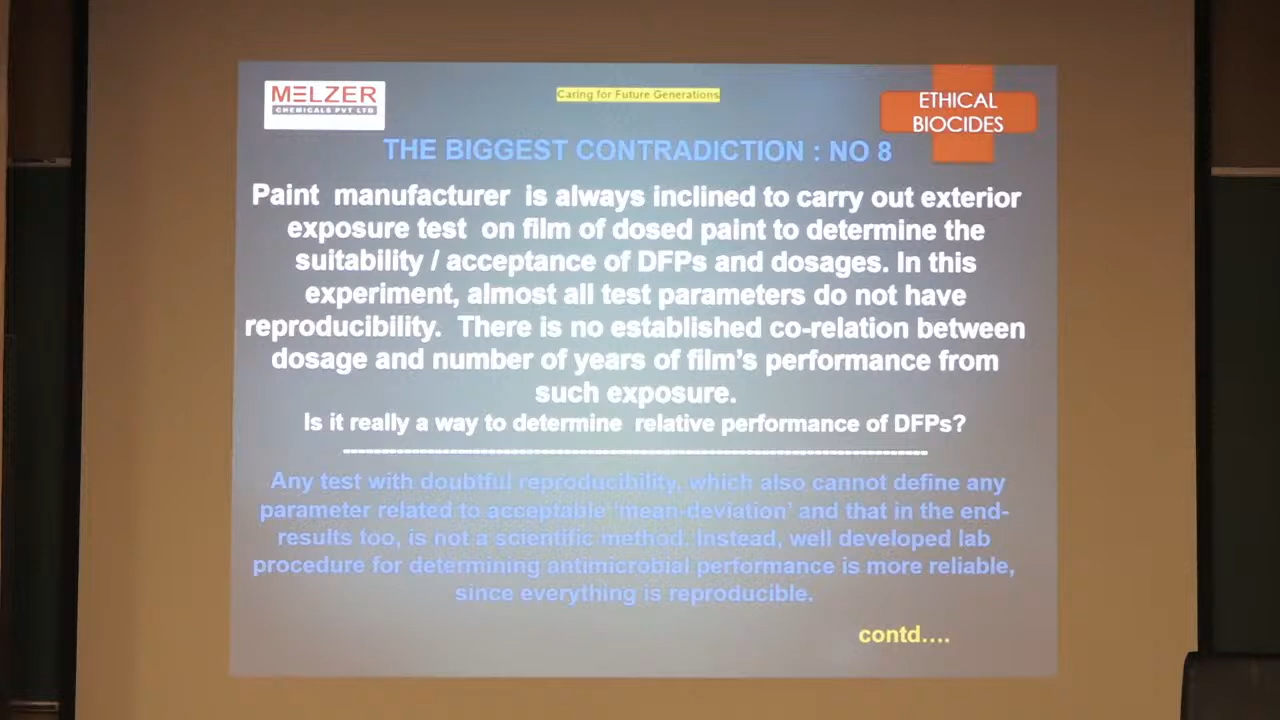 MELZER
CHEMICALS PVT LTD
Caring for Future Generations
ETHICAL
BIOCIDES
THE BIGGEST CONTRADICTION : NO 8
Paint manufacturer is always inclined to carry out exterior
exposure test on film of dosed paint to determine the
suitability / acceptance of DFPs and dosages. In this
experiment, almost all test parameters do not have
reproducibility. There is no established co-relation between
dosage and number of years of film's performance from
such exposure.
Is it really a way to determine relative performance of DFPs?
Any test with doubtful reproducibility, which also cannot define any
parameter related to acceptable 'mean-deviation' and that in the end-
results too, is not a scientific method. Instead, well developed lab
procedure for determining antimicrobial performance is more reliable,
since everything is reproducible.
contd....